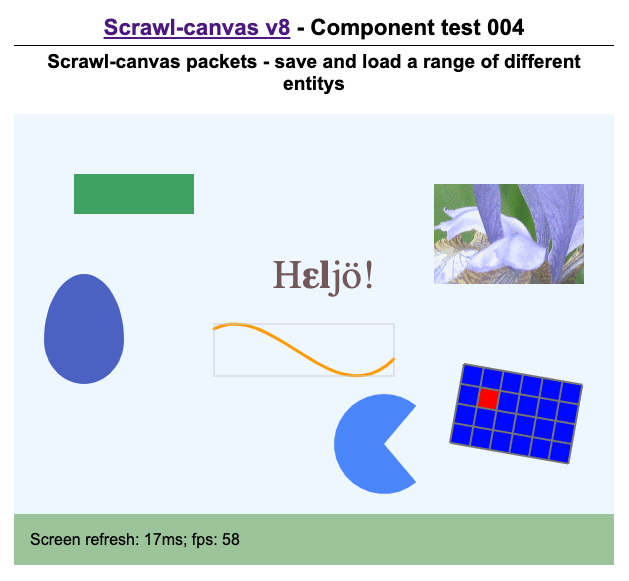 Scrawl-canvas v8 - Component test 004
Scrawl-canvas packets - save and load a range of different
entitys
Hεljö!
Screen refresh: 17ms; fps: 58